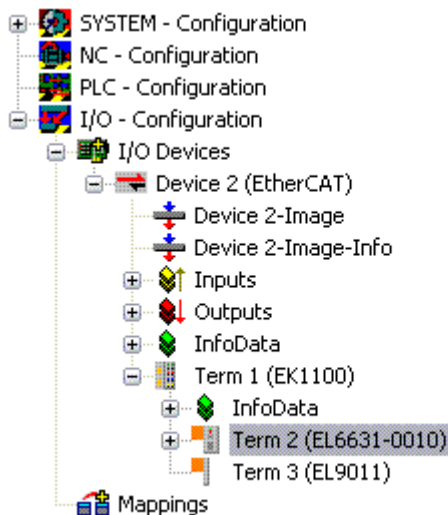 SYSTEM - Configuration
NC - Configuration
PLC - Configuration
I/O - Configuration
I/O Devices
Device 2 (EtherCAT)
Device 2-Image
Device 2-Image-Info
Inputs
Outputs
InfoData
Term 1 (EK1100)
InfoData
Term 2 (EL6631-0010)
Term 3 (EL9011)
Mappings